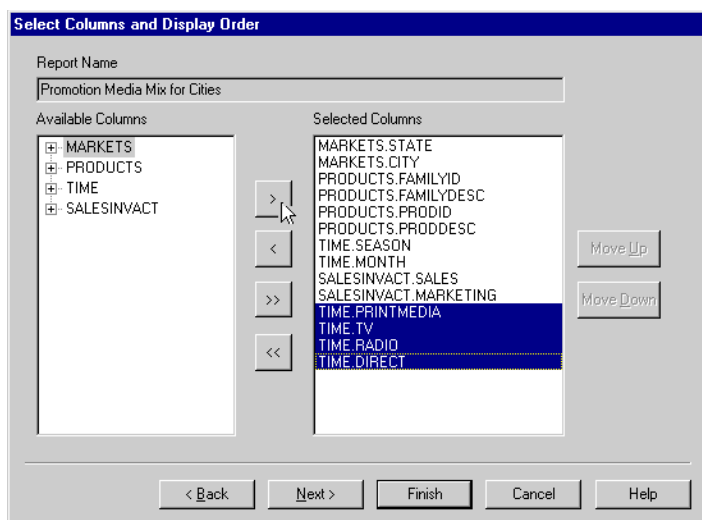 Select Columns and Display Order
Report Name
Promotion Media Mix for Cities
Available Columns
Selected Columns
MARKETS
PRODUCTS
TIME
SALESINVACT
>
<
>>
<<
MARKETS.STATE
MARKETS.CITY
PRODUCTS.FAMILYID
PRODUCTS.FAMILYDESC
PRODUCTS.PRODID
PRODUCTS.PRODDESC
TIME.SEASON
TIME.MONTH
SALESINVACT.SALES
SALESINVACT.MARKETING
TIME.PRINTMEDIA
TIME.TV
TIME.RADIO
TIME.DIRECT
Move Up
Move Down
< Back
Next >
Finish
Cancel
Help